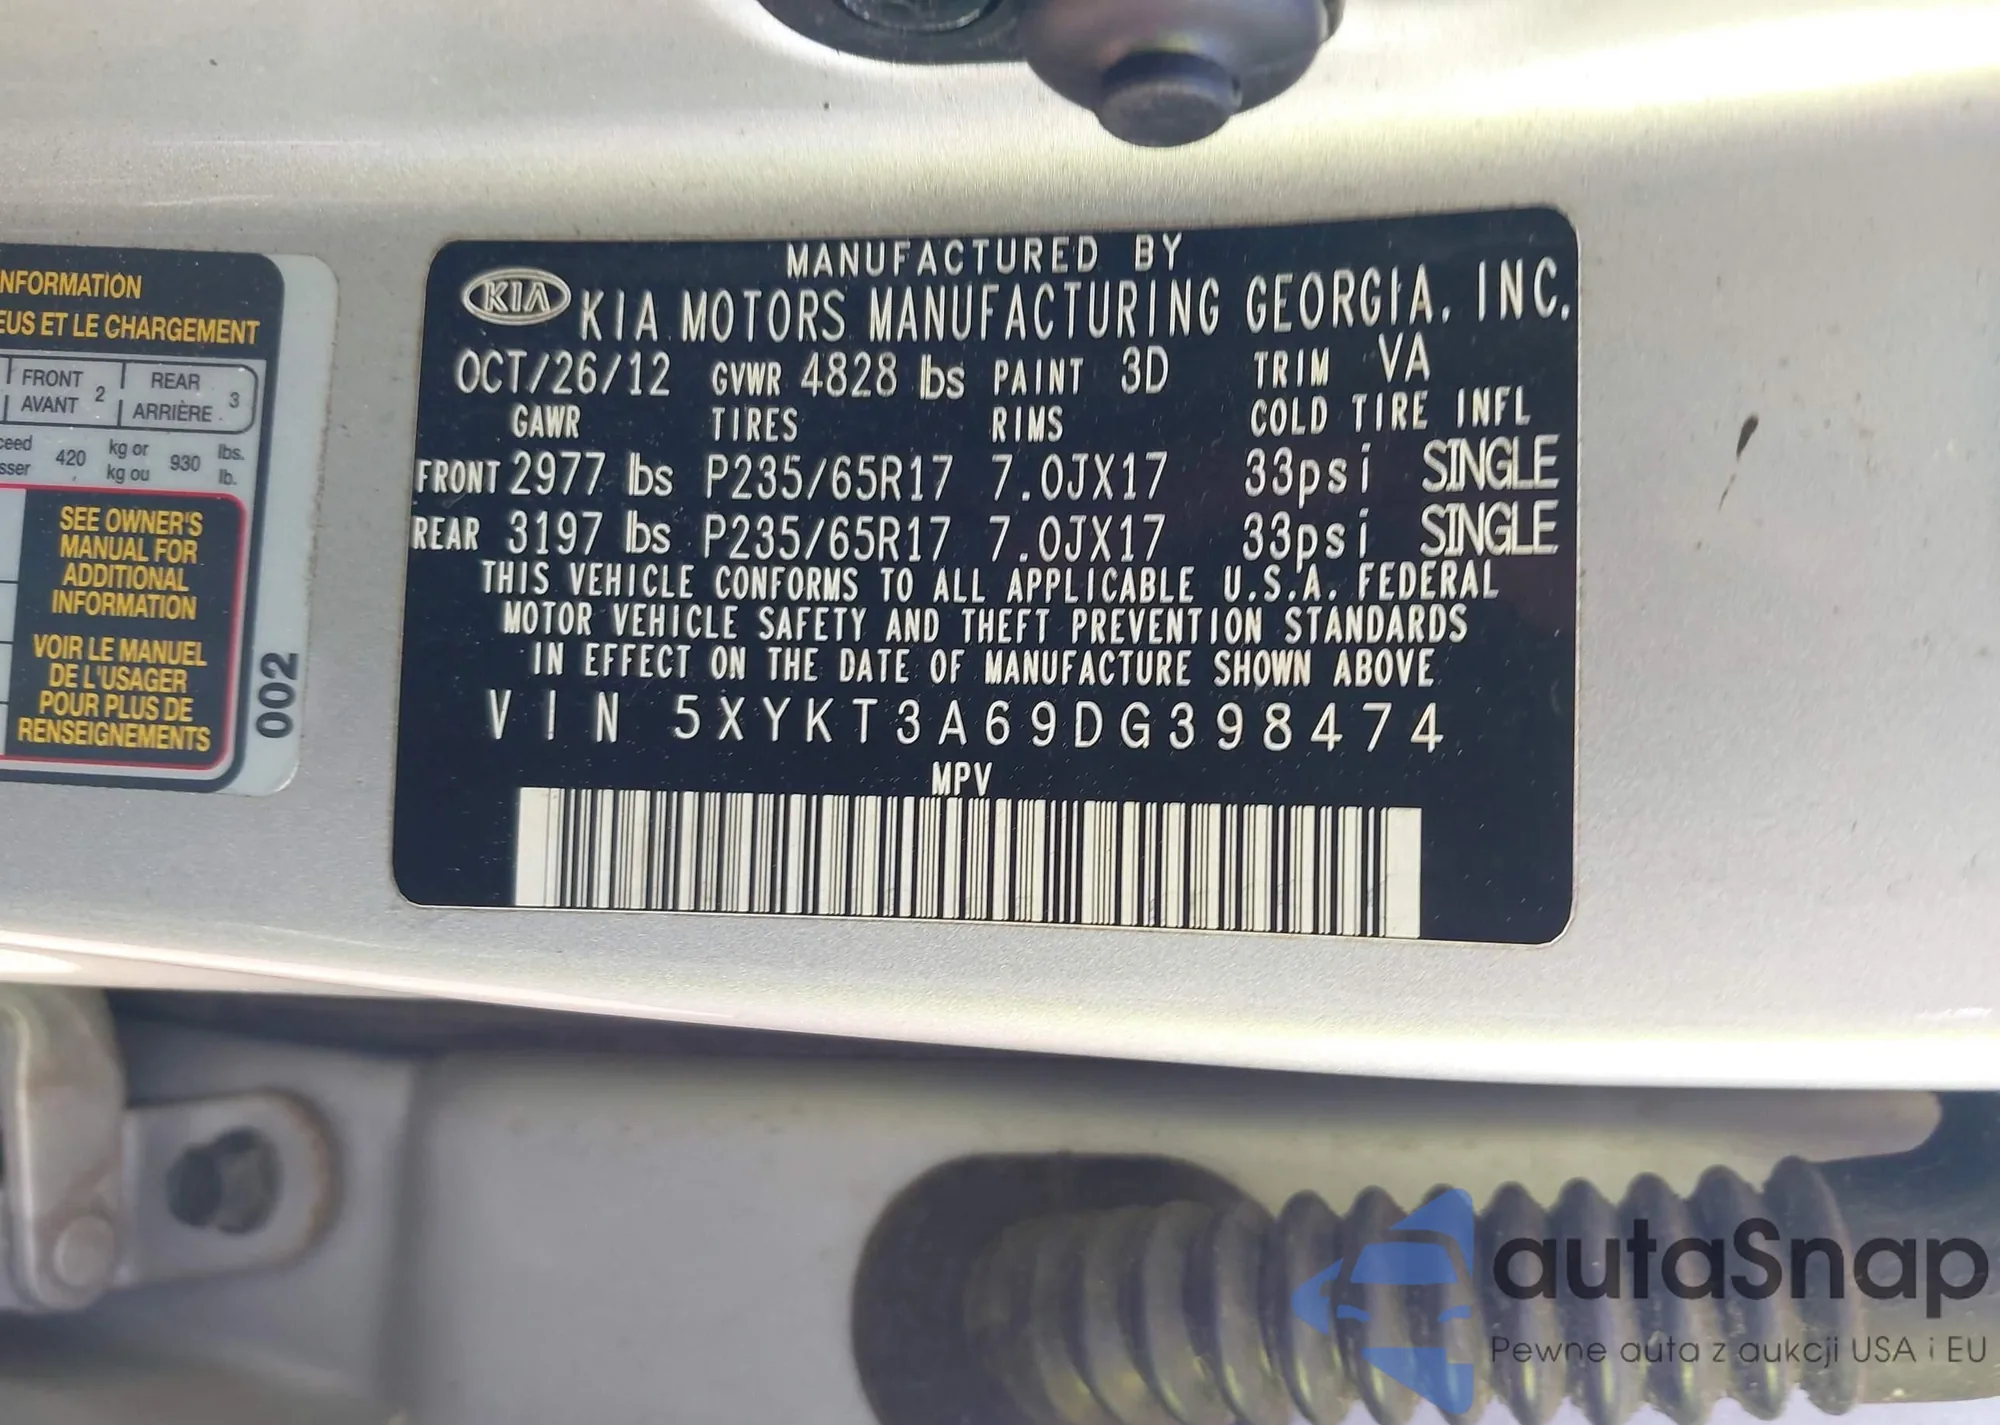 NFORMATION
EUS ET LE CHARGEMENT
FRONT 2 REAR 3
AVANT ARRIÈRE
ceed 420 kg or 930 lbs.
sser kg ou lb.
SEE OWNER'S
MANUAL FOR
ADDITIONAL
INFORMATION
VOIR LE MANUEL
DE L'USAGER
POUR PLUS DE
RENSEIGNEMENTS
002
MANUFACTURED BY
KIA KIA MOTORS MANUFACTURING GEORGIA, INC.
OCT/26/12 GVWR 4828 lbs PAINT 3D TRIM VA
GAWR TIRES RIMS COLD TIRE INFL
FRONT 2977 lbs P235/65R17 7.0JX17 33psi SINGLE
REAR 3197 lbs P235/65R17 7.0JX17 33psi SINGLE
THIS VEHICLE CONFORMS TO ALL APPLICABLE U.S.A. FEDERAL
MOTOR VEHICLE SAFETY AND THEFT PREVENTION STANDARDS
IN EFFECT ON THE DATE OF MANUFACTURE SHOWN ABOVE
VIN 5XYKT3A69DG398474
MPV
autaSnap
Pewne auta z aukcji USA i EU